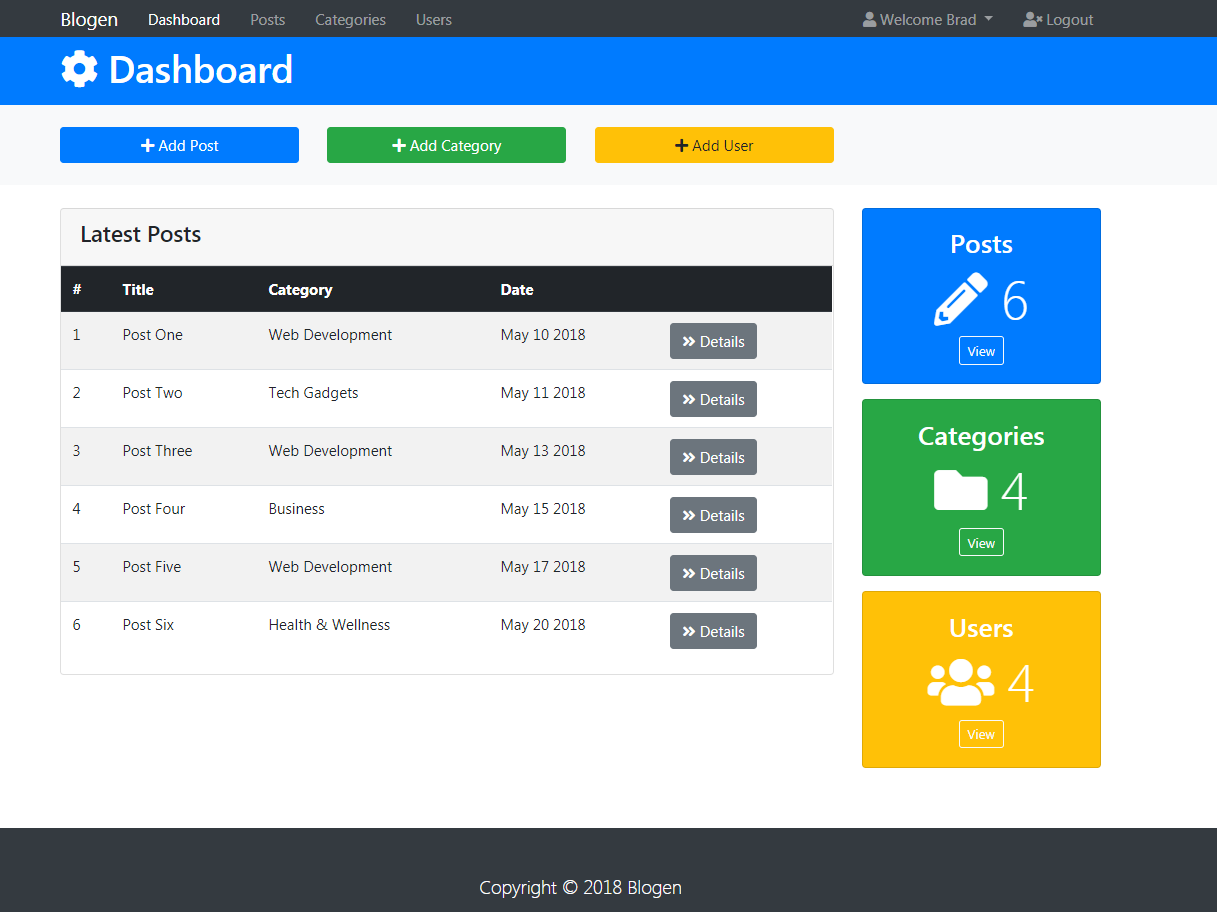 Blogen Dashboard Posts Categories Users Welcome Brad Logout
Dashboard
Add Post Add Category Add User
Latest Posts
# Title Category Date
1 Post One Web Development May 10 2018 Details
2 Post Two Tech Gadgets May 11 2018 Details
3 Post Three Web Development May 13 2018 Details
4 Post Four Business May 15 2018 Details
5 Post Five Web Development May 17 2018 Details
6 Post Six Health & Wellness May 20 2018 Details
Posts
6
View
Categories
4
View
Users
4
View
Copyright © 2018 Blogen